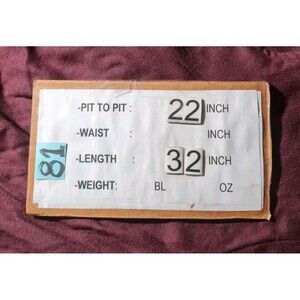 -PIT TO PIT : 22 INCH
-WAIST : INCH
81
-LENGTH : 32 INCH
-WEIGHT: BL OZ